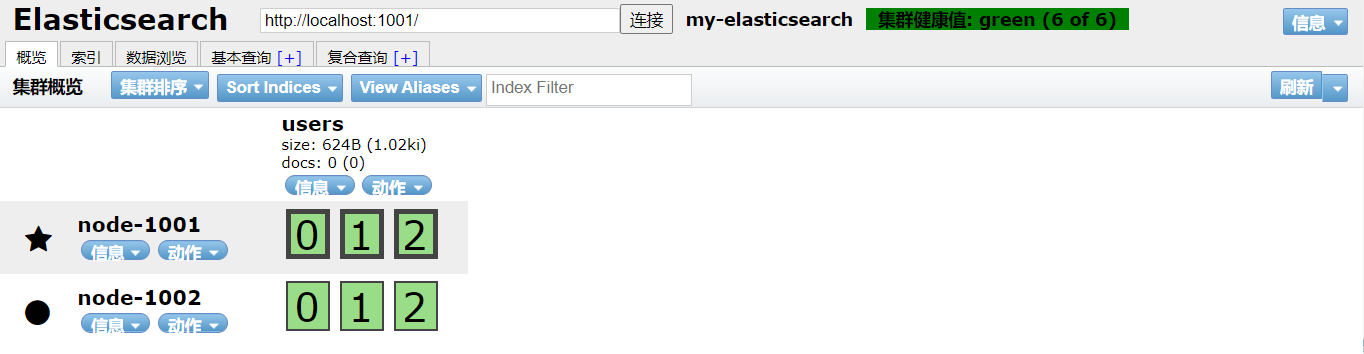 Elasticsearch http://localhost:1001/ 连接 my-elasticsearch 集群健康值: green (6 of 6) 信息
概览 索引 数据浏览 基本查询 [+] 复合查询 [+]
集群概览 集群排序 Sort Indices View Aliases Index Filter 刷新
users
size: 624B (1.02ki)
docs: 0 (0)
信息 动作
node-1001 0 1 2
信息 动作
node-1002 0 1 2
信息 动作